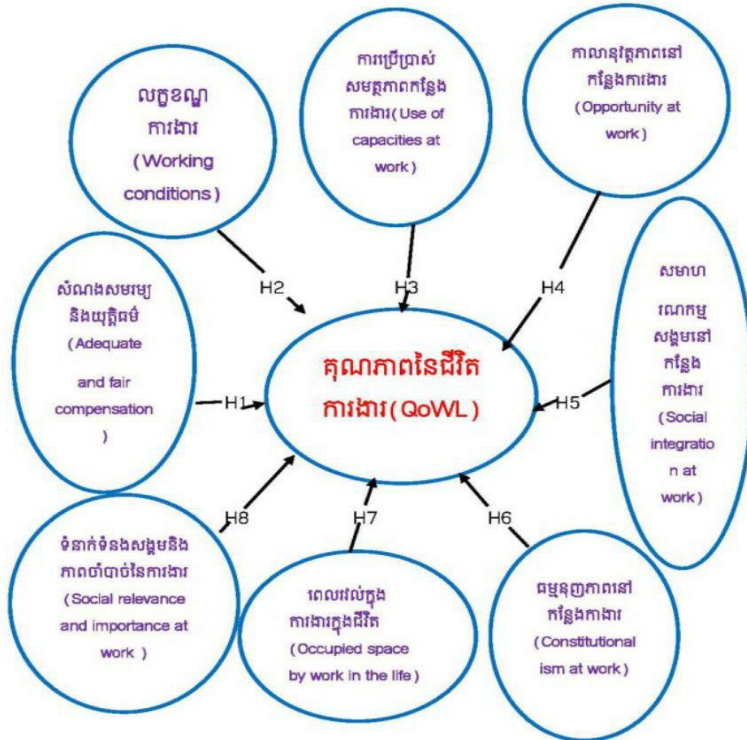 លក្ខខណ្ឌ
ការងារ
(Working
conditions)
ការប្រើប្រាស់
សមត្ថភាពកន្លែង
ការងារ(Use of
capacities at
work)
កាលានុវត្តភាពនៅ
កន្លែងការងារ
(Opportunity at
work)
H2
H3
H4
សំណងសមរម្យ
និងយុត្តិធម៌
(Adequate
and fair
compensation
)
H1
គុណភាពនៃជីវិត
ការងារ(QoWL)
H5
សមាហ
រណកម្ម
សង្គមនៅ
កន្លែង
ការងារ
(Social
integratio
n at
work)
H8
H7
H6
ទំនាក់ទំនងសង្គមនិង
ភាពចាំបាច់នៃការងារ
(Social relevance
and importance at
work )
ពេលរវល់ក្នុង
ការងារក្នុងជីវិត
(Occupied space
by work in the life)
ធម្មនុញភាពនៅ
កន្លែងកាងារ
(Constitutional
ism at work)